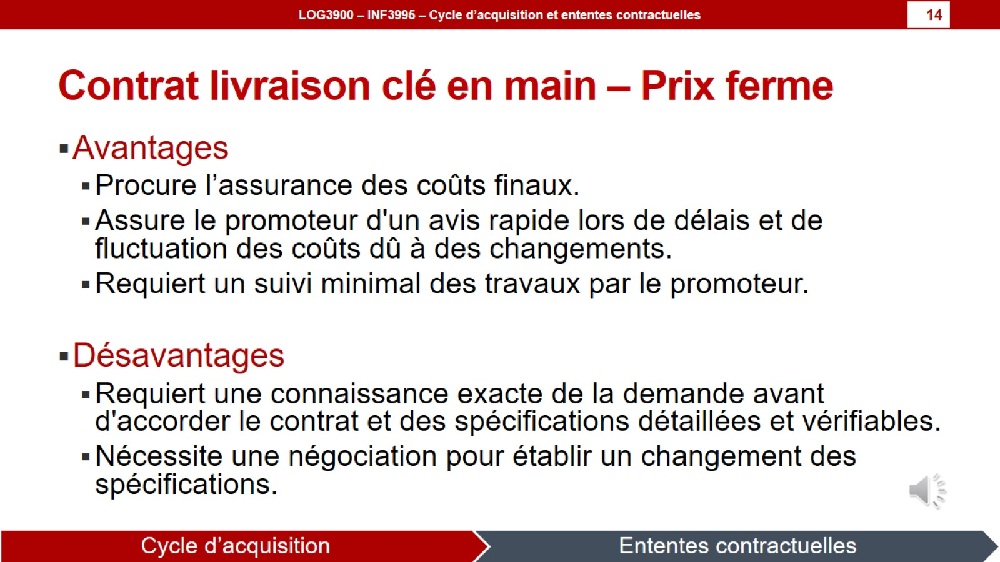 LOG3900 – INF3995 – Cycle d’acquisition et ententes contractuelles
14
Contrat livraison clé en main – Prix ferme
▪Avantages
▪Procure l’assurance des coûts finaux.
▪Assure le promoteur d'un avis rapide lors de délais et de
fluctuation des coûts dû à des changements.
▪Requiert un suivi minimal des travaux par le promoteur.
▪Désavantages
▪Requiert une connaissance exacte de la demande avant
d'accorder le contrat et des spécifications détaillées et vérifiables.
▪Nécessite une négociation pour établir un changement des
spécifications.
Cycle d’acquisition
Ententes contractuelles